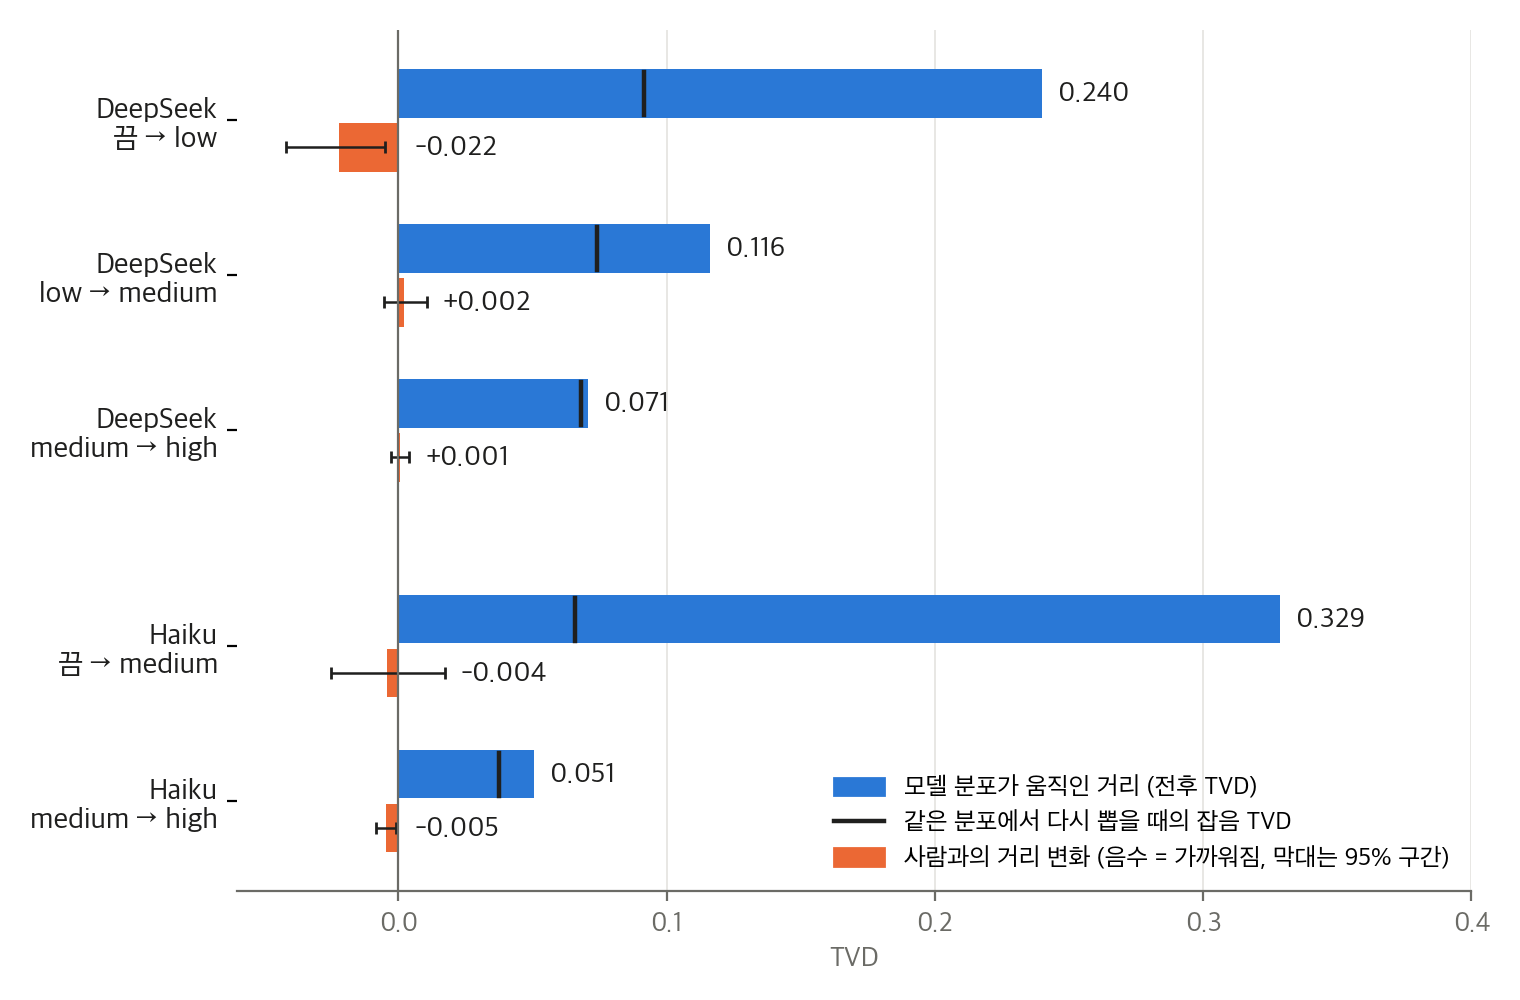 DeepSeek
끔 → low
0.240
-0.022
DeepSeek
low → medium
0.116
+0.002
DeepSeek
medium → high
0.071
+0.001
Haiku
끔 → medium
0.329
-0.004
Haiku
medium → high
0.051
-0.005
모델 분포가 움직인 거리 (전후 TVD)
같은 분포에서 다시 뽑을 때의 잡음 TVD
사람과의 거리 변화 (음수 = 가까워짐, 막대는 95% 구간)
0.0 0.1 0.2 0.3 0.4
TVD